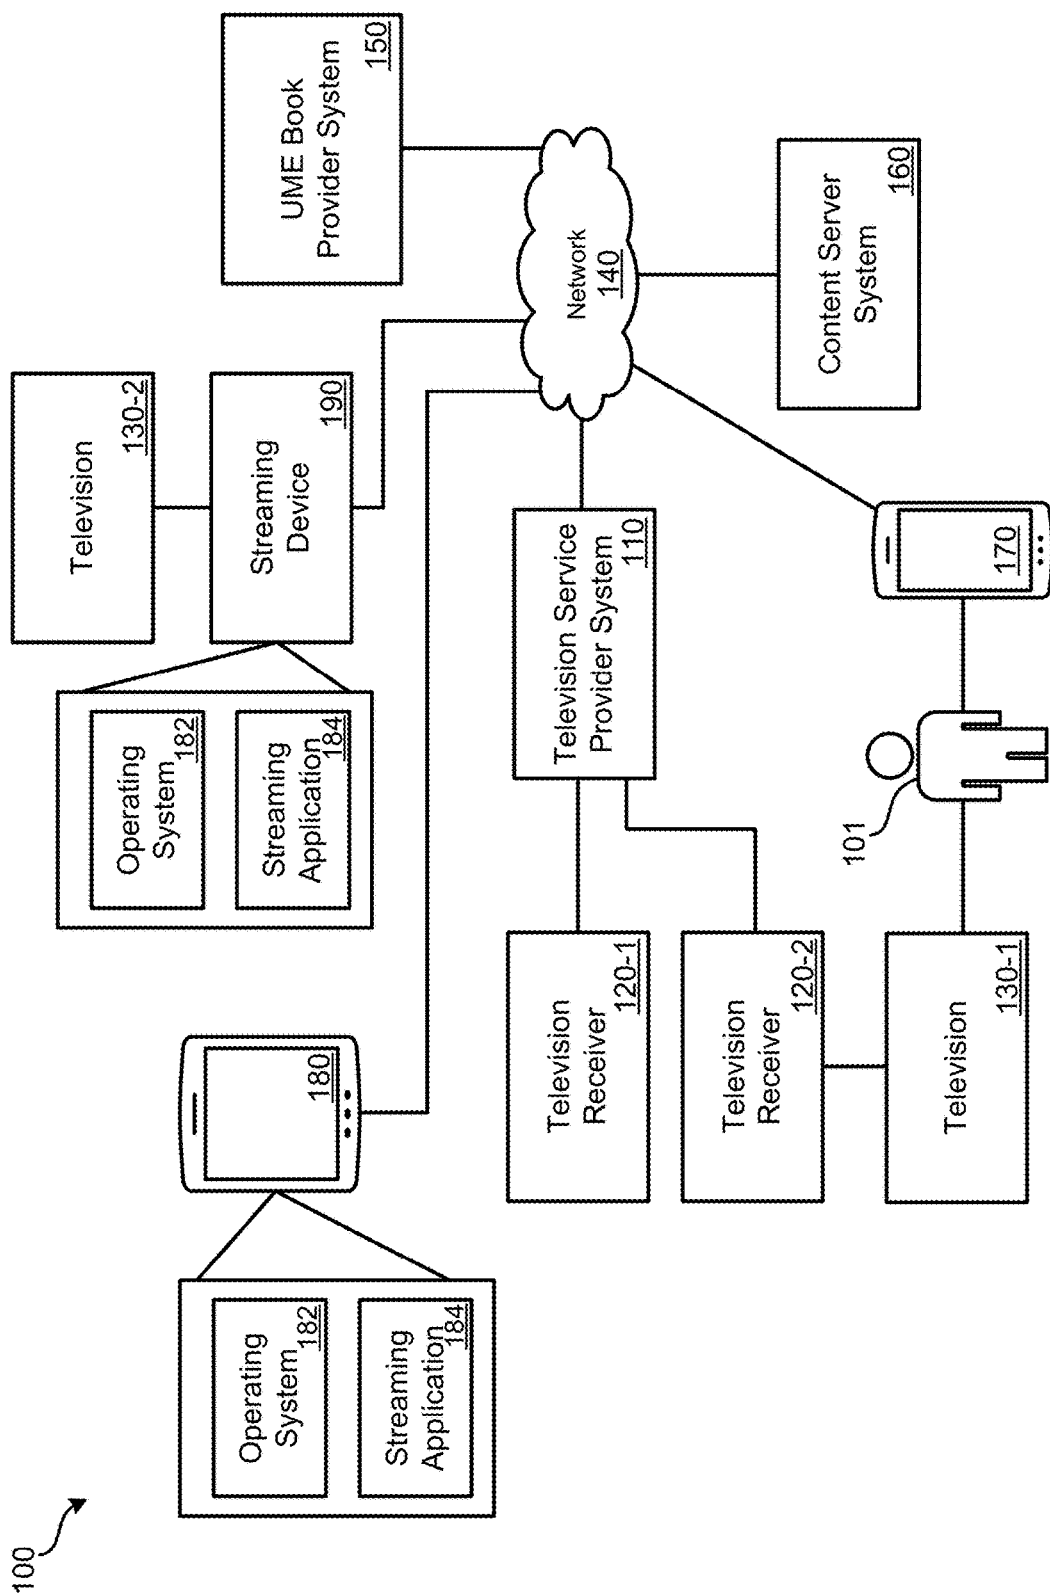 100
Operating
System
182
Streaming
Application
184
180
Operating
System
182
Streaming
Application
184
Television
130-2
Streaming
Device
190
UME Book
Provider System
150
Network
140
Television Service
Provider System
110
Television
Receiver
120-1
Television
Receiver
120-2
Television
130-1
101
170
Content Server
System
160